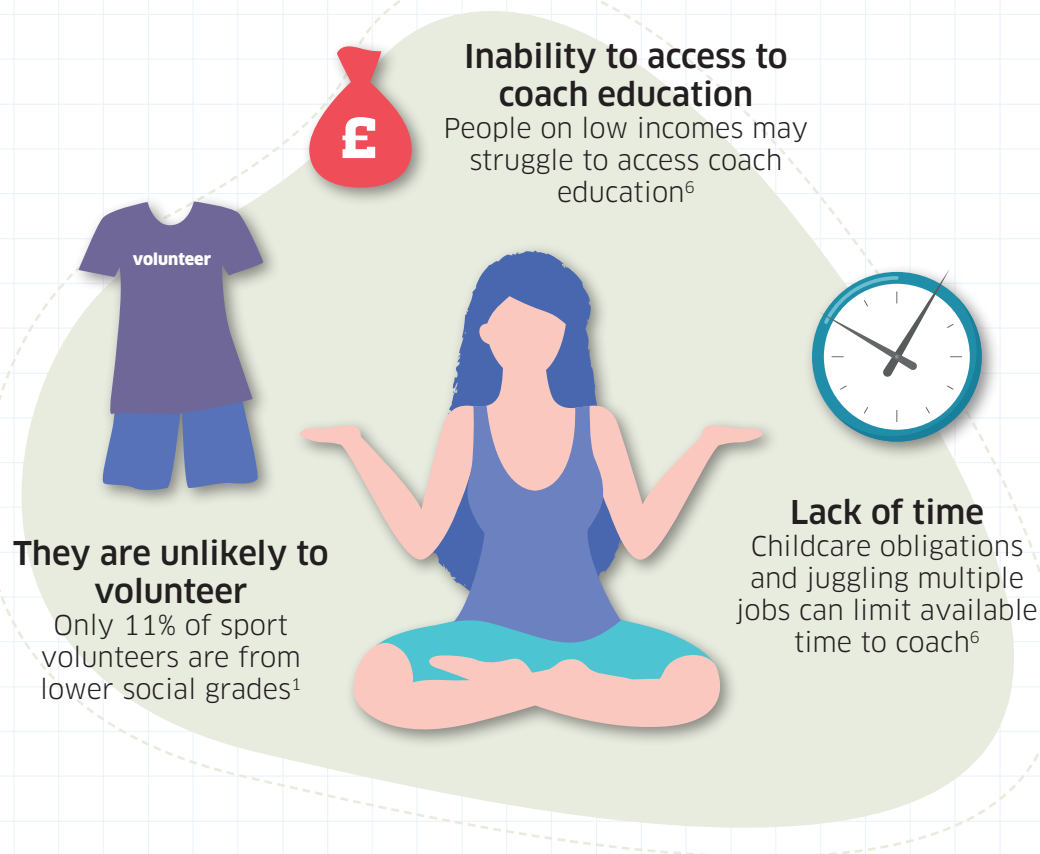 Inability to access to
coach education
People on low incomes may
struggle to access coach
education⁶
£
volunteer
They are unlikely to
volunteer
Only 11% of sport
volunteers are from
lower social grades¹
Lack of time
Childcare obligations
and juggling multiple
jobs can limit available
time to coach⁶